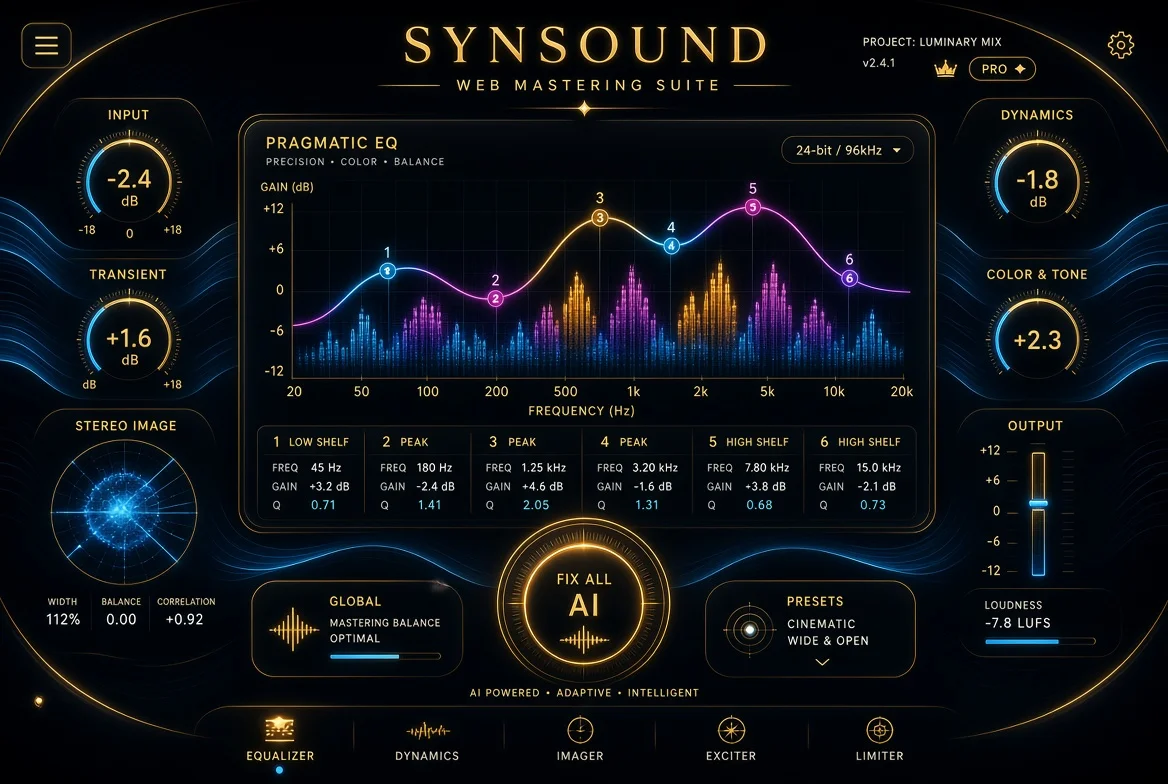 SYNSOUND
WEB MASTERING SUITE
PROJECT: LUMINARY MIX
v2.4.1
PRO
INPUT
-2.4
dB
-18 0 +18
TRANSIENT
+1.6
dB
dB +18
STEREO IMAGE
WIDTH BALANCE CORRELATION
112% 0.00 +0.92
PRAGMATIC EQ
PRECISION • COLOR • BALANCE
24-bit / 96kHz
GAIN (dB)
+12
+6
0
-6
-12
1 2 3 4 5 6
2 3 4 5 6
20 50 100 200 500 1k 2k 5k 10k 20k
FREQUENCY (Hz)
1 LOW SHELF
FREQ 45 Hz
GAIN +3.2 dB
Q 0.71
2 PEAK
FREQ 180 Hz
GAIN -2.4 dB
Q 1.41
3 PEAK
FREQ 1.25 kHz
GAIN +4.6 dB
Q 2.05
4 PEAK
FREQ 3.20 kHz
GAIN -1.6 dB
Q 1.31
5 HIGH SHELF
FREQ 7.80 kHz
GAIN +3.8 dB
Q 0.68
6 HIGH SHELF
FREQ 15.0 kHz
GAIN -2.1 dB
Q 0.73
DYNAMICS
-1.8
dB
COLOR & TONE
+2.3
OUTPUT
+12
+6
0
-6
-12
LOUDNESS
-7.8 LUFS
GLOBAL
MASTERING BALANCE
OPTIMAL
FIX ALL
AI
PRESETS
CINEMATIC
WIDE & OPEN
AI POWERED • ADAPTIVE • INTELLIGENT
EQUALIZER
DYNAMICS
IMAGER
EXCITER
LIMITER